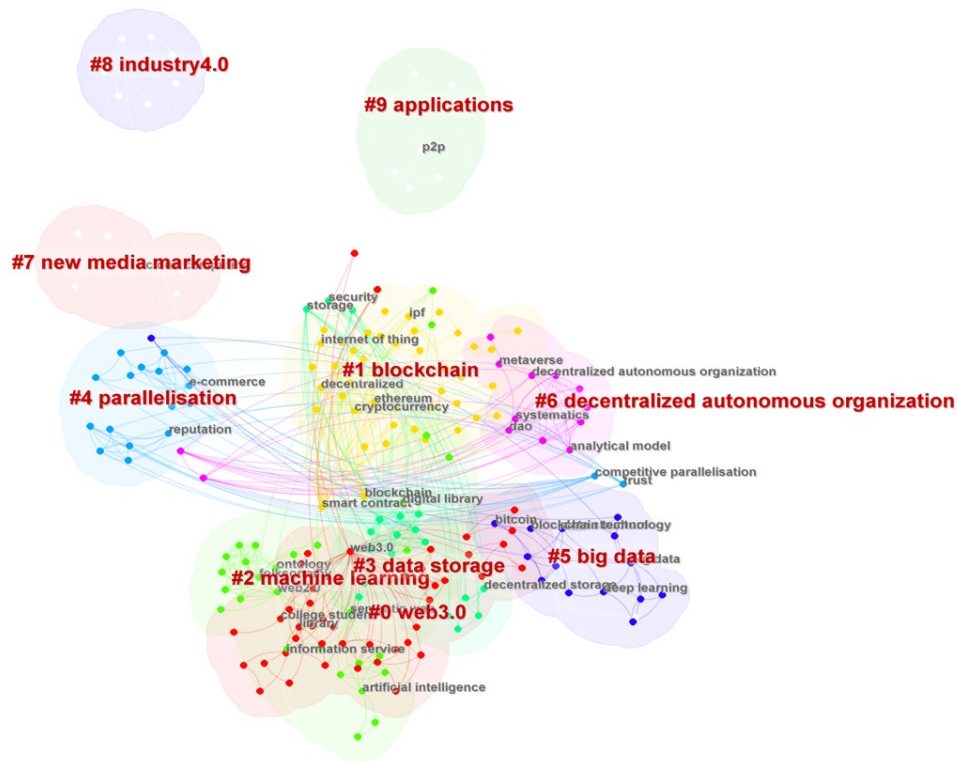 #8 industry4.0
#9 applications
p2p
#7 new media marketing
security
storage
ipf
internet of thing
metaverse
#1 blockchain
decentralized autonomous organization
e-commerce
decentralized
#4 parallelisation
ethereum
#6 decentralized autonomous organization
cryptocurrency
systematics
reputation
dao
analytical model
competitive parallelisation
trust
blockchain
digital library
smart contract
bitcoin
web3.0
#5 big data
ontology
#3 data storage
#2 machine learning
web2.0
decentralized storage
deep learning
#0 web3.0
college student
library
information service
artificial intelligence